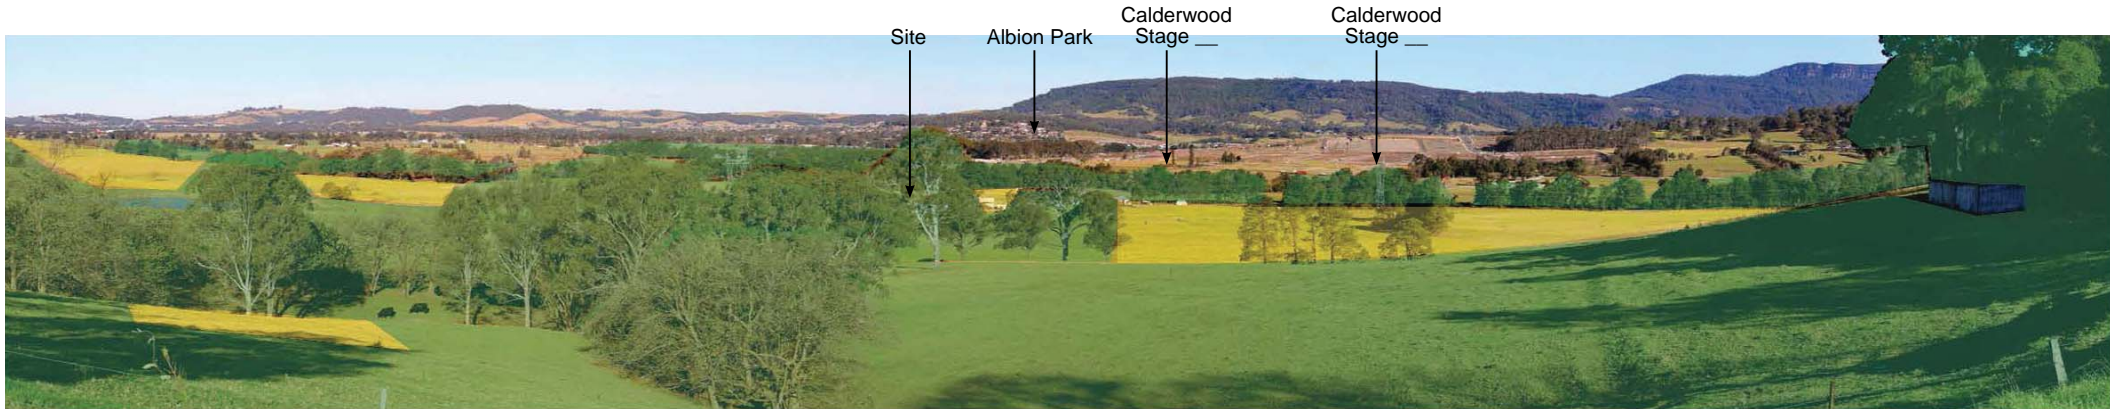 Site
Albion Park
Calderwood
Stage __
Calderwood
Stage __